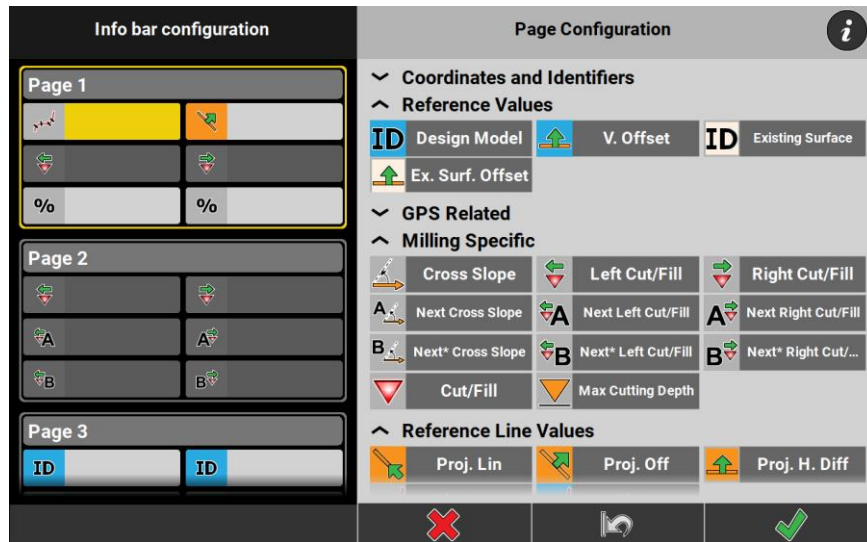 Info bar configuration
Page Configuration
i
Page 1
%
%
Page 2
A
A
B
B
Page 3
ID
ID
Coordinates and Identifiers
Reference Values
ID Design Model
V. Offset
ID Existing Surface
Ex. Surf. Offset
GPS Related
Milling Specific
Cross Slope
Left Cut/Fill
Right Cut/Fill
A Next Cross Slope
A Next Left Cut/Fill
A Next Right Cut/Fill
B Next* Cross Slope
B Next* Left Cut/Fill
B Next* Right Cut/...
Cut/Fill
Max Cutting Depth
Reference Line Values
Proj. Lin
Proj. Off
Proj. H. Diff